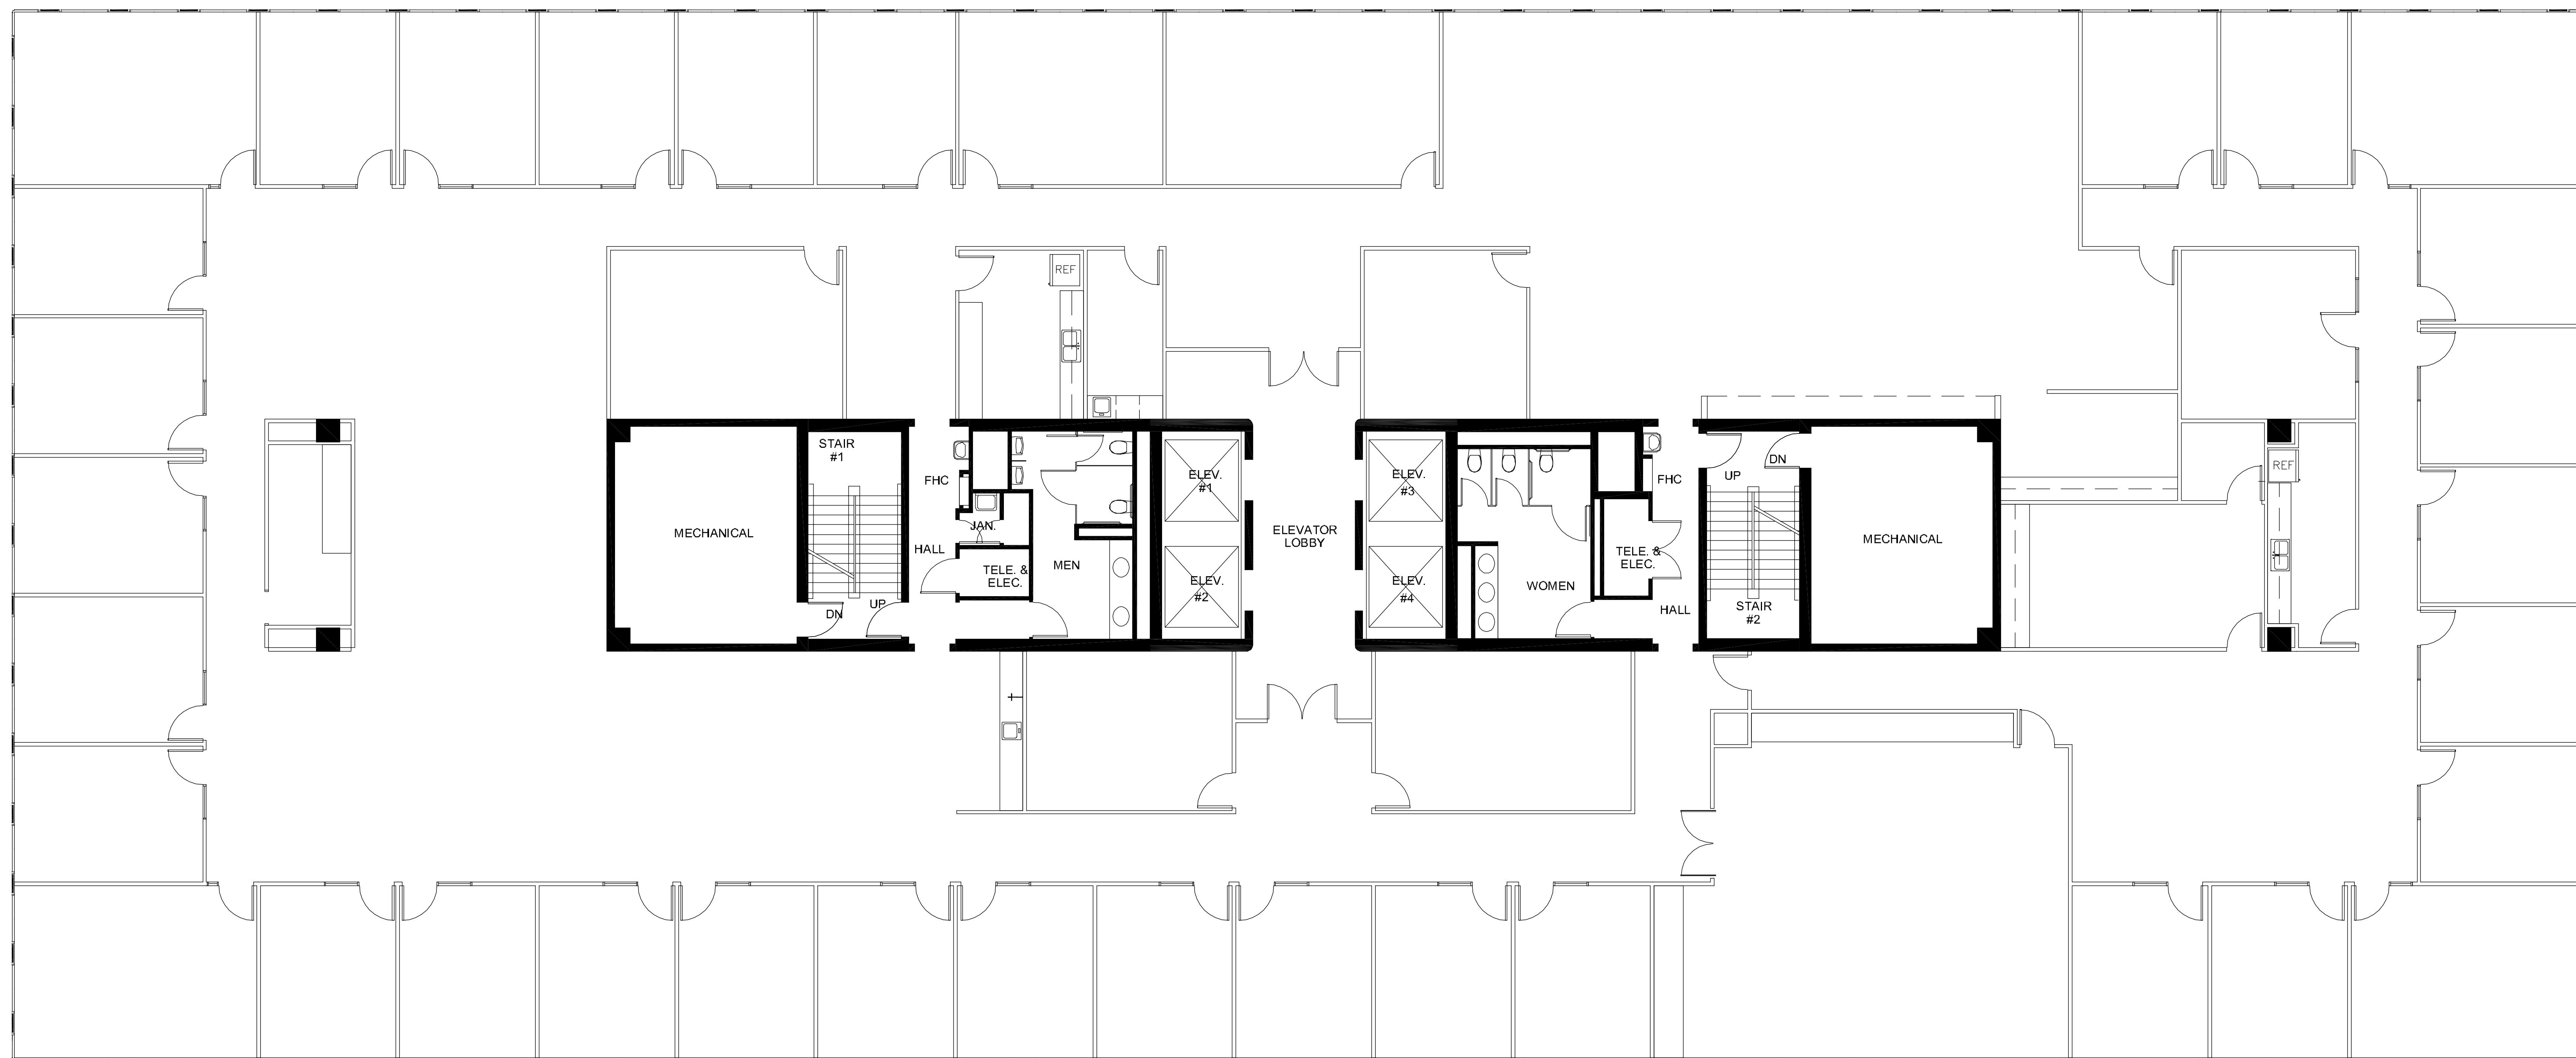 REF
STAIR
#1
FHC
JAN.
MECHANICAL
HALL
TELE. &
ELEC.
MEN
UP
DN
ELEV.
#1
ELEV.
#2
ELEVATOR
LOBBY
ELEV.
#3
ELEV.
#4
WOMEN
TELE. &
ELEC.
FHC
HALL
UP
DN
STAIR
#2
MECHANICAL
REF